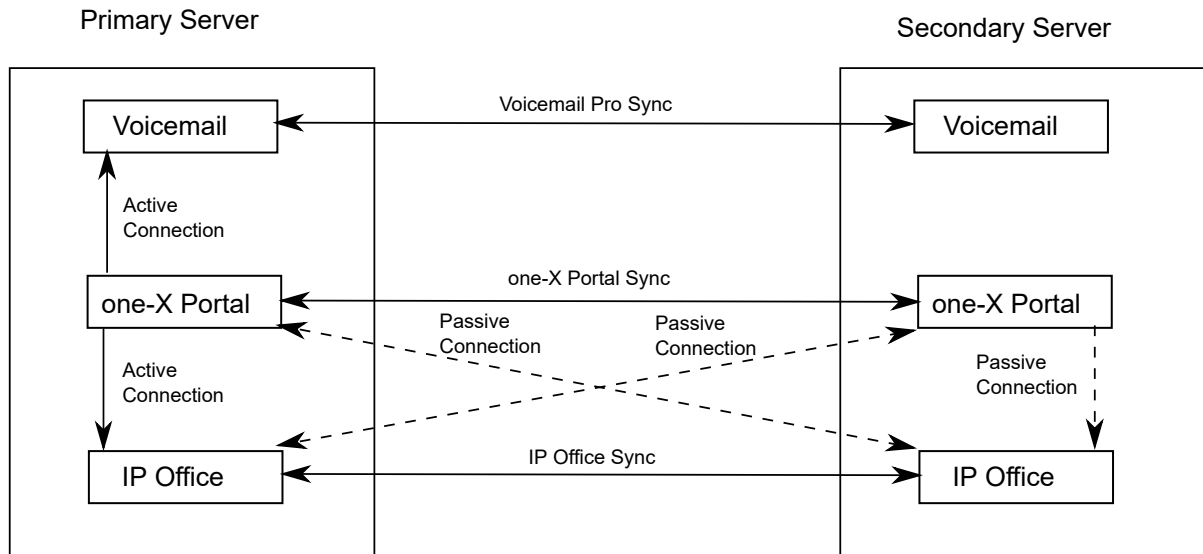 Primary Server
Secondary Server
Voicemail
Voicemail Pro Sync
Voicemail
Active
Connection
one-X Portal
one-X Portal Sync
one-X Portal
Passive
Connection
Passive
Connection
Active
Connection
Passive
Connection
IP Office
IP Office Sync
IP Office